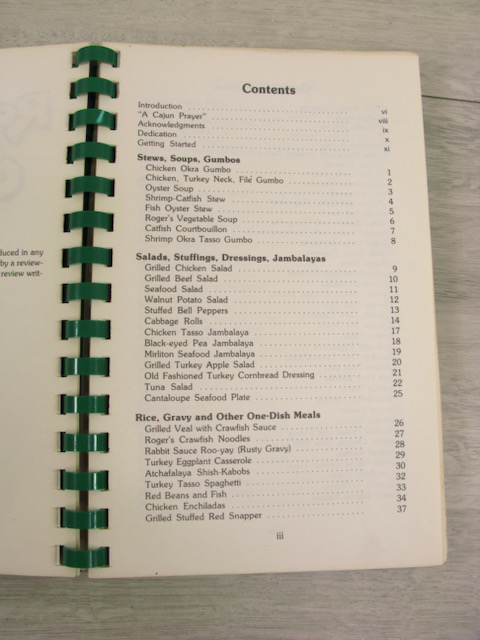 duced in any
by a review-
review writ-
Contents
Introduction vi
"A Cajun Prayer" viii
Acknowledgments ix
Dedication x
Getting Started xi
Stews, Soups, Gumbos
Chicken Okra Gumbo 1
Chicken, Turkey Neck, Filé Gumbo 2
Oyster Soup 3
Shrimp-Catfish Stew 4
Fish Oyster Stew 5
Roger's Vegetable Soup 6
Catfish Courtbouillon 7
Shrimp Okra Tasso Gumbo 8
Salads, Stuffings, Dressings, Jambalayas
Grilled Chicken Salad 9
Grilled Beef Salad 10
Seafood Salad 11
Walnut Potato Salad 12
Stuffed Bell Peppers 13
Cabbage Rolls 14
Chicken Tasso Jambalaya 17
Black-eyed Pea Jambalaya 18
Mirliton Seafood Jambalaya 19
Grilled Turkey Apple Salad 20
Old Fashioned Turkey Cornbread Dressing 21
Tuna Salad 22
Cantaloupe Seafood Plate 25
Rice, Gravy and Other One-Dish Meals
Grilled Veal with Crawfish Sauce 26
Roger's Crawfish Noodles 27
Rabbit Sauce Roo-yay (Rusty Gravy) 28
Turkey Eggplant Casserole 29
Atchafalaya Shish-Kabobs 30
Turkey Tasso Spaghetti 32
Red Beans and Fish 33
Chicken Enchiladas 34
Grilled Stuffed Red Snapper 37
iii